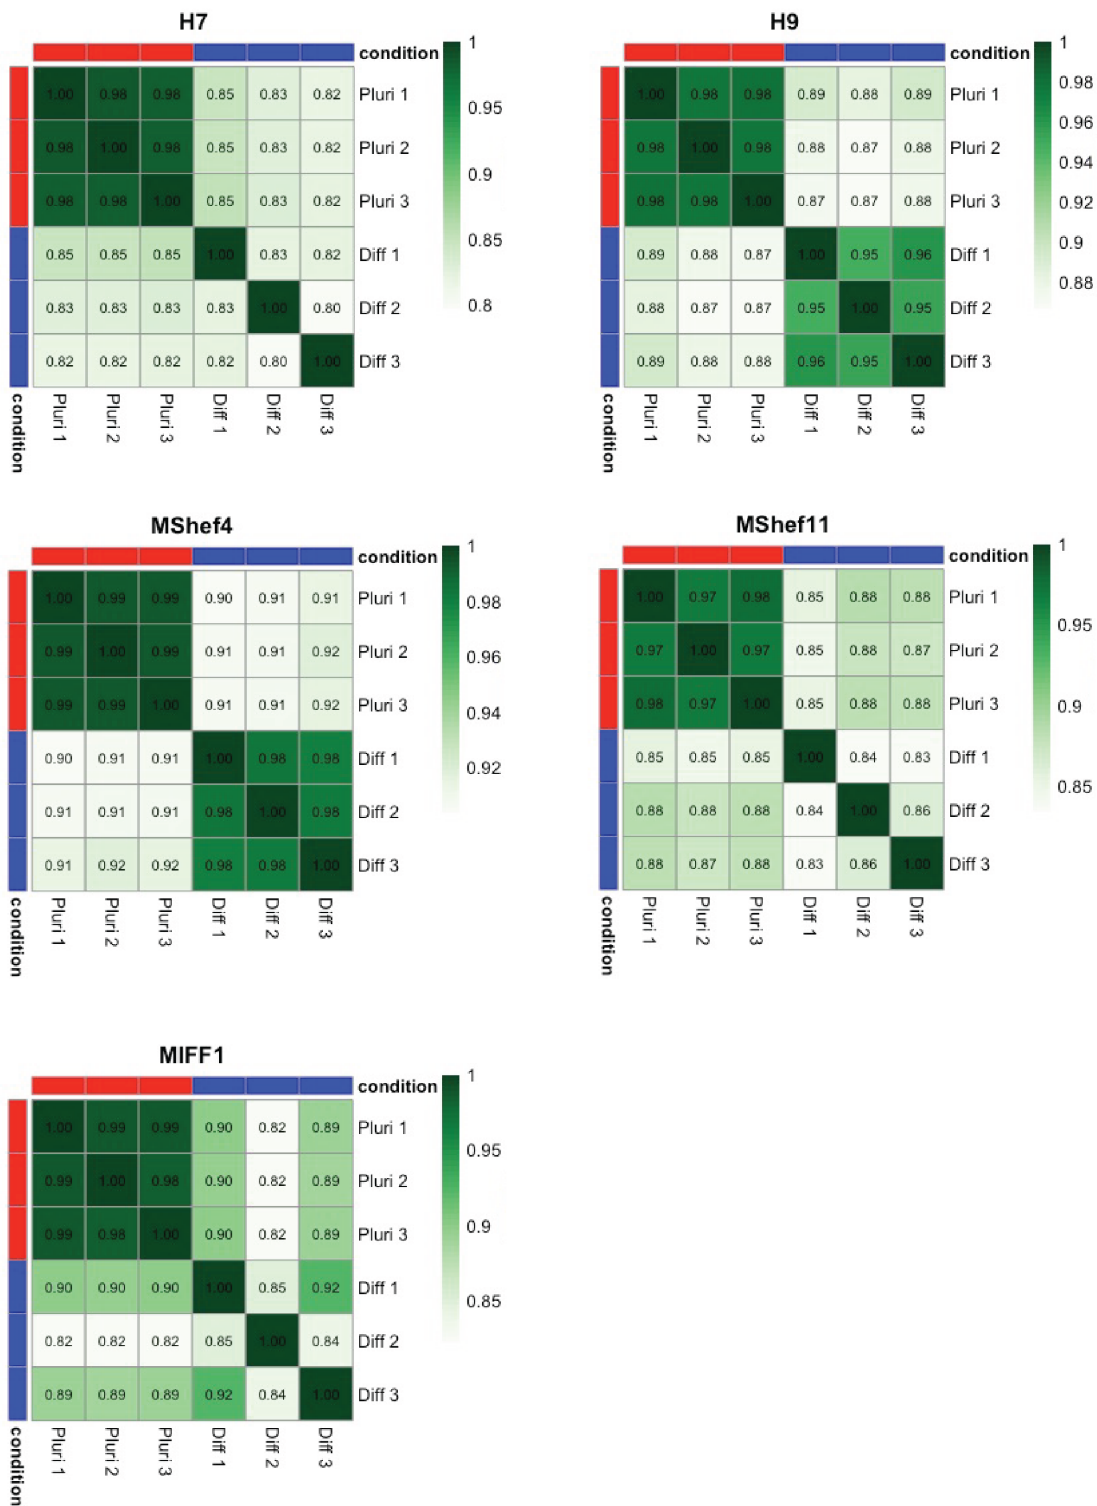 H7
condition
1.00 0.98 0.98 0.85 0.83 0.82 Pluri 1
0.98 1.00 0.98 0.85 0.83 0.82 Pluri 2
0.98 0.98 1.00 0.85 0.83 0.82 Pluri 3
0.85 0.85 0.85 1.00 0.83 0.82 Diff 1
0.83 0.83 0.83 0.83 1.00 0.80 Diff 2
0.82 0.82 0.82 0.82 0.80 1.00 Diff 3
condition
Pluri 1
Pluri 2
Pluri 3
Diff 1
Diff 2
Diff 3
1
0.95
0.9
0.85
0.8
H9
condition
1.00 0.98 0.98 0.89 0.88 0.89 Pluri 1
0.98 1.00 0.98 0.88 0.87 0.88 Pluri 2
0.98 0.98 1.00 0.87 0.87 0.88 Pluri 3
0.89 0.88 0.87 1.00 0.95 0.96 Diff 1
0.88 0.87 0.87 0.95 1.00 0.95 Diff 2
0.89 0.88 0.88 0.96 0.95 1.00 Diff 3
condition
Pluri 1
Pluri 2
Pluri 3
Diff 1
Diff 2
Diff 3
1
0.98
0.96
0.94
0.92
0.9
0.88
MShef4
condition
1.00 0.99 0.99 0.90 0.91 0.91 Pluri 1
0.99 1.00 0.99 0.91 0.91 0.92 Pluri 2
0.99 0.99 1.00 0.91 0.91 0.92 Pluri 3
0.90 0.91 0.91 1.00 0.98 0.98 Diff 1
0.91 0.91 0.91 0.98 1.00 0.98 Diff 2
0.91 0.92 0.92 0.98 0.98 1.00 Diff 3
condition
Pluri 1
Pluri 2
Pluri 3
Diff 1
Diff 2
Diff 3
1
0.98
0.96
0.94
0.92
MShef11
condition
1.00 0.97 0.98 0.85 0.88 0.88 Pluri 1
0.97 1.00 0.97 0.85 0.88 0.87 Pluri 2
0.98 0.97 1.00 0.85 0.88 0.88 Pluri 3
0.85 0.85 0.85 1.00 0.84 0.83 Diff 1
0.88 0.88 0.88 0.84 1.00 0.86 Diff 2
0.88 0.87 0.88 0.83 0.86 1.00 Diff 3
condition
Pluri 1
Pluri 2
Pluri 3
Diff 1
Diff 2
Diff 3
1
0.95
0.9
0.85
MIFF1
condition
1.00 0.99 0.99 0.90 0.82 0.89 Pluri 1
0.99 1.00 0.98 0.90 0.82 0.89 Pluri 2
0.99 0.98 1.00 0.90 0.82 0.89 Pluri 3
0.90 0.90 0.90 1.00 0.85 0.92 Diff 1
0.82 0.82 0.82 0.85 1.00 0.84 Diff 2
0.89 0.89 0.89 0.92 0.84 1.00 Diff 3
condition
Pluri 1
Pluri 2
Pluri 3
Diff 1
Diff 2
Diff 3
1
0.95
0.9
0.85